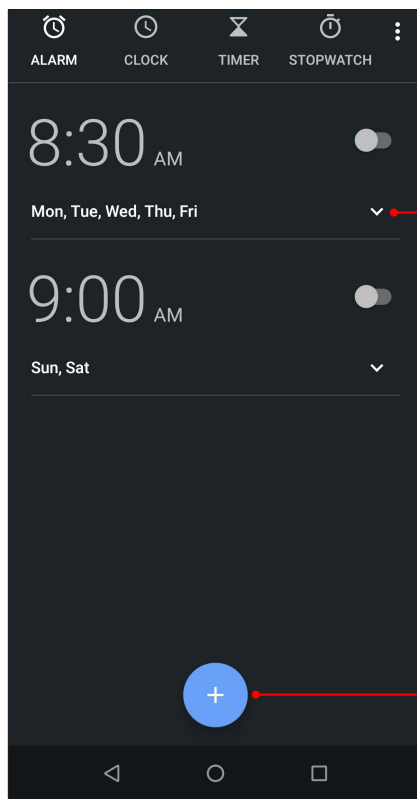 ALARM CLOCK TIMER STOPWATCH
8:30 AM
Mon, Tue, Wed, Thu, Fri
9:00 AM
Sun, Sat